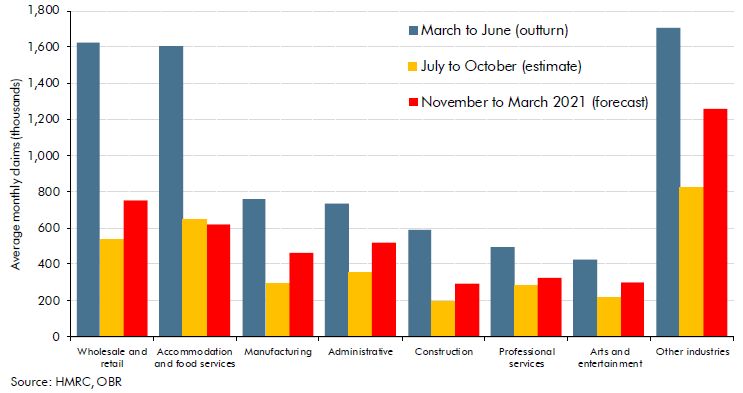 1,800
1,600
1,400
1,200
1,000
800
600
400
200
0
Average monthly claims (thousands)
March to June (outturn)
July to October (estimate)
November to March 2021 (forecast)
Wholesale and
retail
Accommodation
and food services
Manufacturing
Administrative
Construction
Professional
services
Arts and
entertainment
Other industries
Source: HMRC, OBR